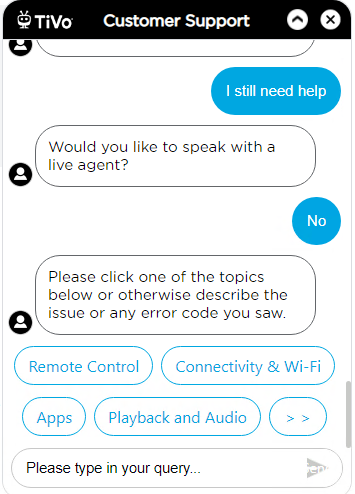 TiVo Customer Support
I still need help
Would you like to speak with a
live agent?
No
Please click one of the topics
below or otherwise describe the
issue or any error code you saw.
Remote Control Connectivity & Wi-Fi
Apps Playback and Audio > >
Please type in your query...